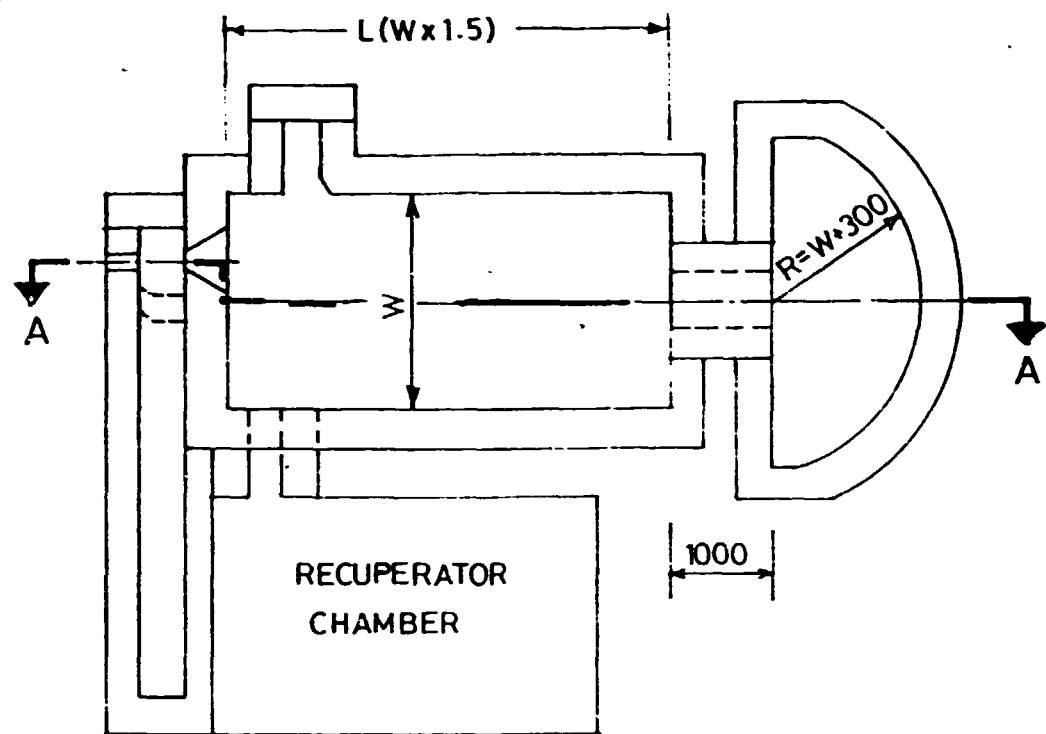 L(W×1.5)
R=W+300
W
A
A
1000
RECUPERATOR
CHAMBER